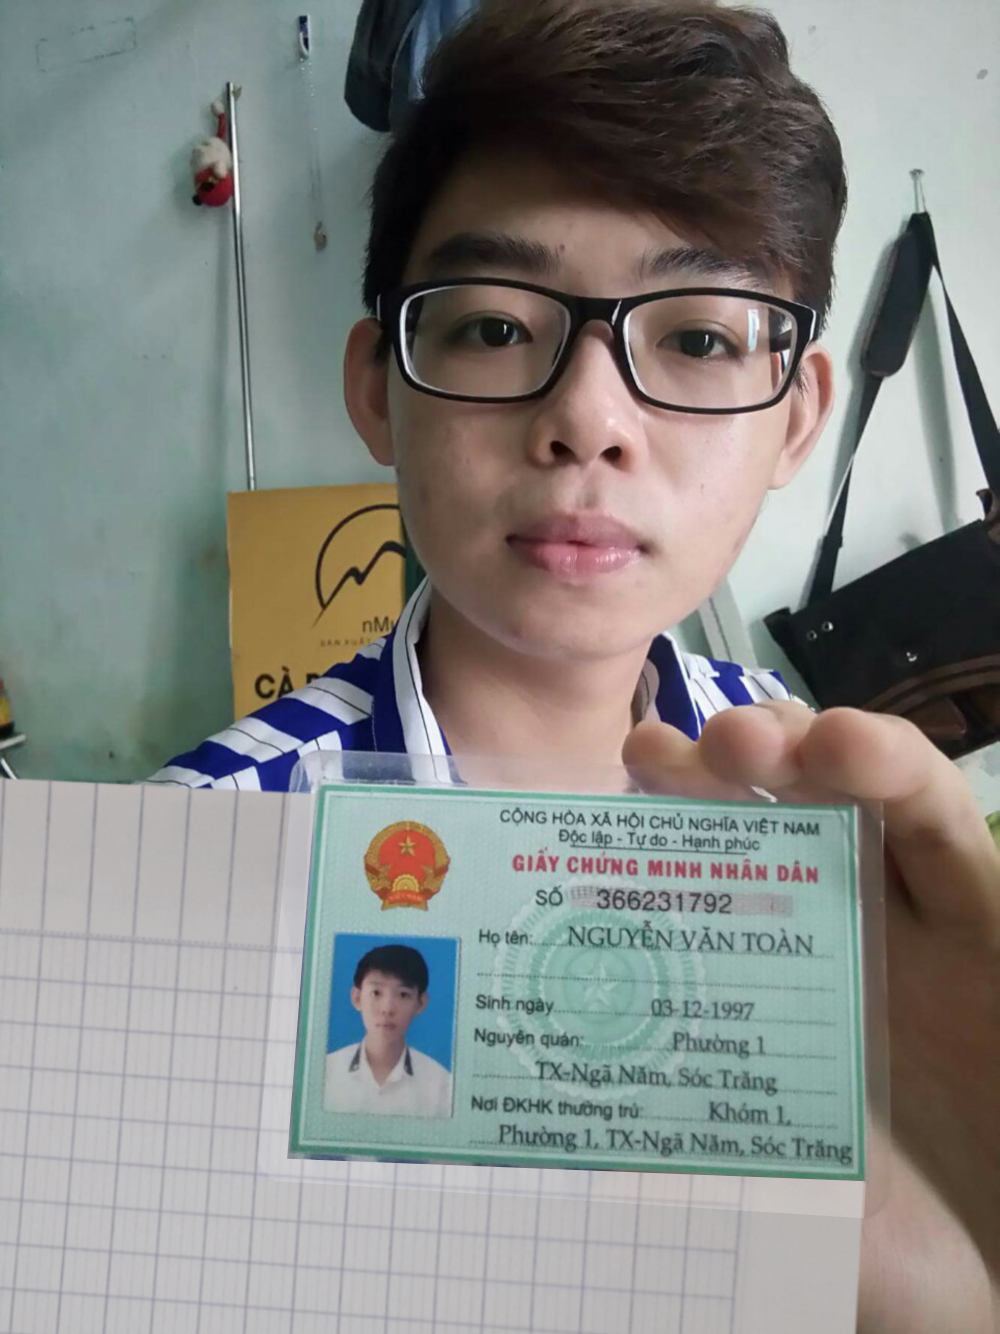 nMu
CÀ
CỘNG HÒA XÃ HỘI CHỦ NGHĨA VIỆT NAM
Độc lập - Tự do - Hạnh phúc
GIẤY CHỨNG MINH NHÂN DÂN
SỐ 366231792
Họ tên: NGUYỄN VĂN TOÀN
Sinh ngày 03-12-1997
Nguyên quán: Phường 1
TX-Ngã Năm, Sóc Trăng
Nơi ĐKHK thường trú: Khóm 1,
Phường 1, TX-Ngã Năm, Sóc Trăng